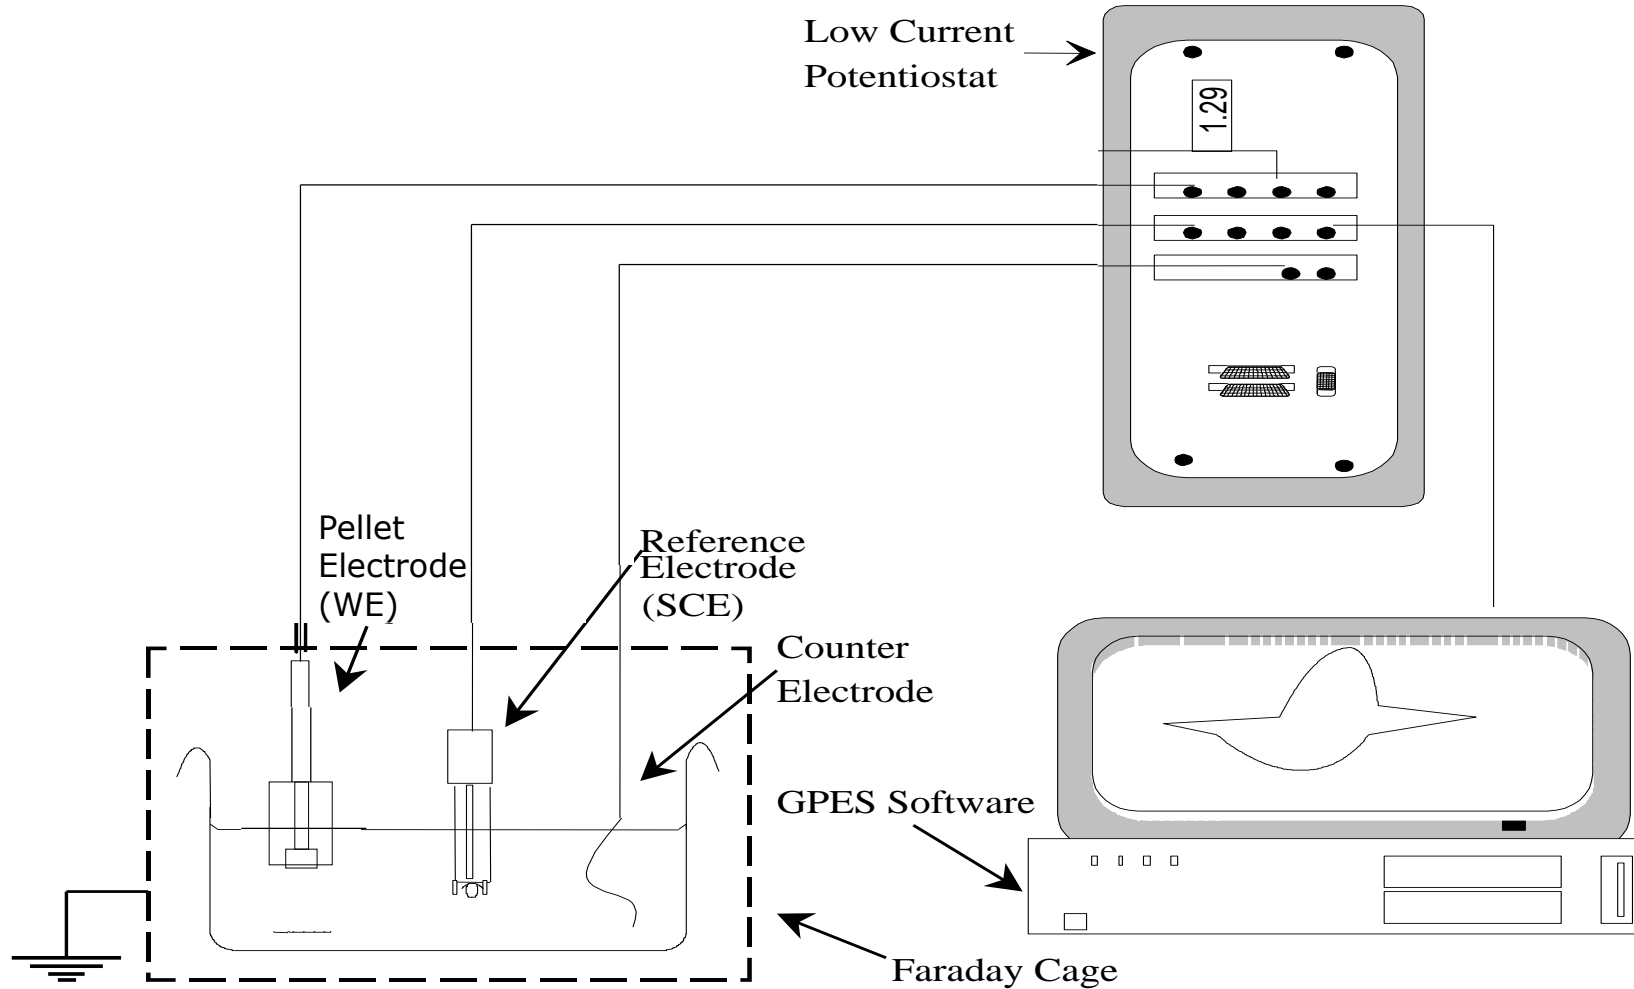 Low Current
Potentiostat
1.29
Pellet
Electrode
(WE)
Reference
Electrode
(SCE)
Counter
Electrode
GPES Software
Faraday Cage